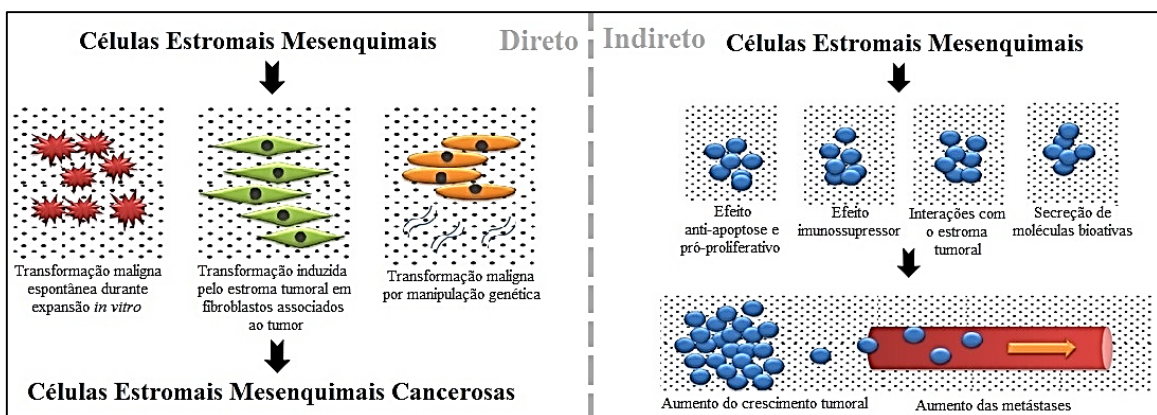 Células Estromais Mesenquimais
Direto
Transformação maligna
espontânea durante
expansão in vitro
Transformação induzida
pelo estroma tumoral em
fibroblastos associados
ao tumor
Transformação maligna
por manipulação genética
Células Estromais Mesenquimais Cancerosas
Indireto
Células Estromais Mesenquimais
Efeito
anti-apoptose e
pró-proliferativo
Efeito
imunossupressor
Interações com
o estroma tumoral
Secreção de
moléculas bioativas
Aumento do crescimento tumoral
Aumento das metástases